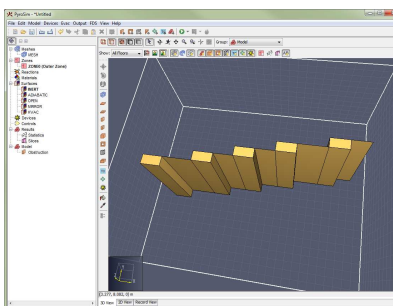 PyroSim - *Untitled
File Edit Model Devices Evac Output FDS View Help
Group: Model
Show: All Floors
Meshes
MESH
Zones
ZONE0 (Outer Zone)
Reactions
Materials
Surfaces
INERT
ADIABATIC
OPEN
MIRROR
HVAC
Devices
Controls
Results
Statistics
Slices
Model
Obstruction
3D View 2D View Record View